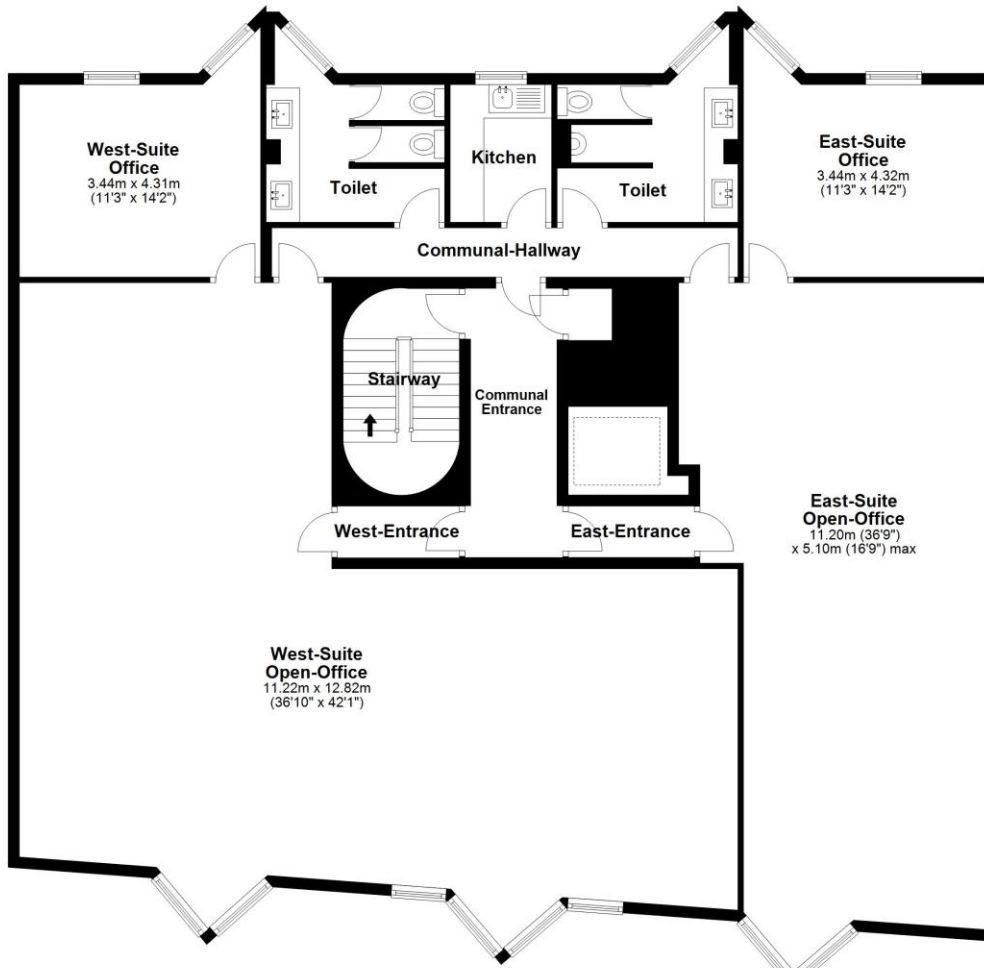 West-Suite
Office
3.44m x 4.31m
(11'3" x 14'2")
Toilet
Kitchen
Toilet
East-Suite
Office
3.44m x 4.32m
(11'3" x 14'2")
Communal-Hallway
Stairway
Communal
Entrance
West-Entrance
East-Entrance
East-Suite
Open-Office
11.20m (36'9")
x 5.10m (16'9") max
West-Suite
Open-Office
11.22m x 12.82m
(36'10" x 42'1")